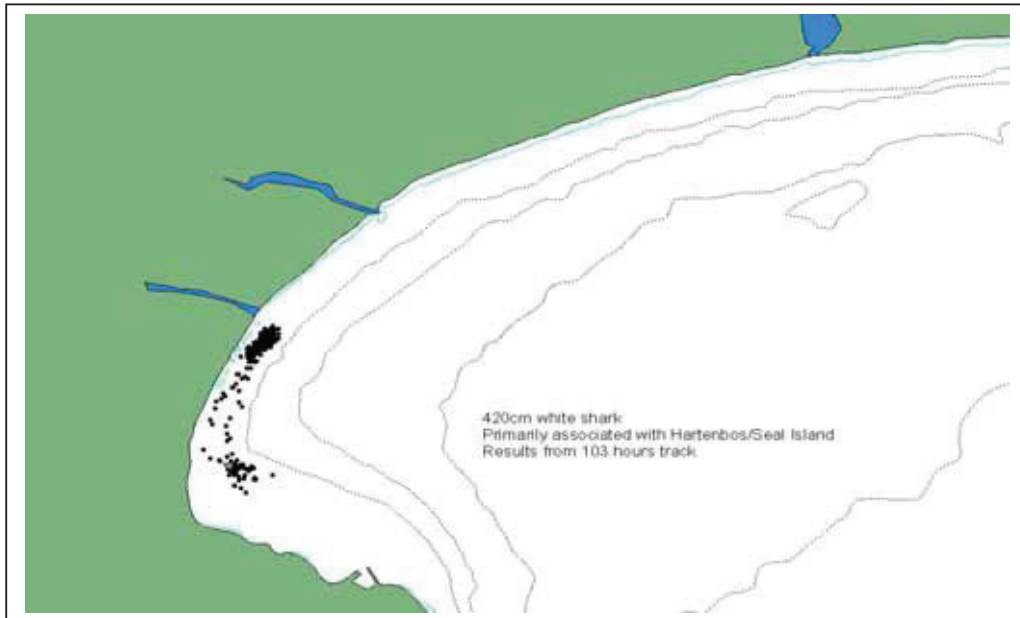 420cm white shark
Primarily associated with Hartenbos/Seal Island
Results from 103 hours track